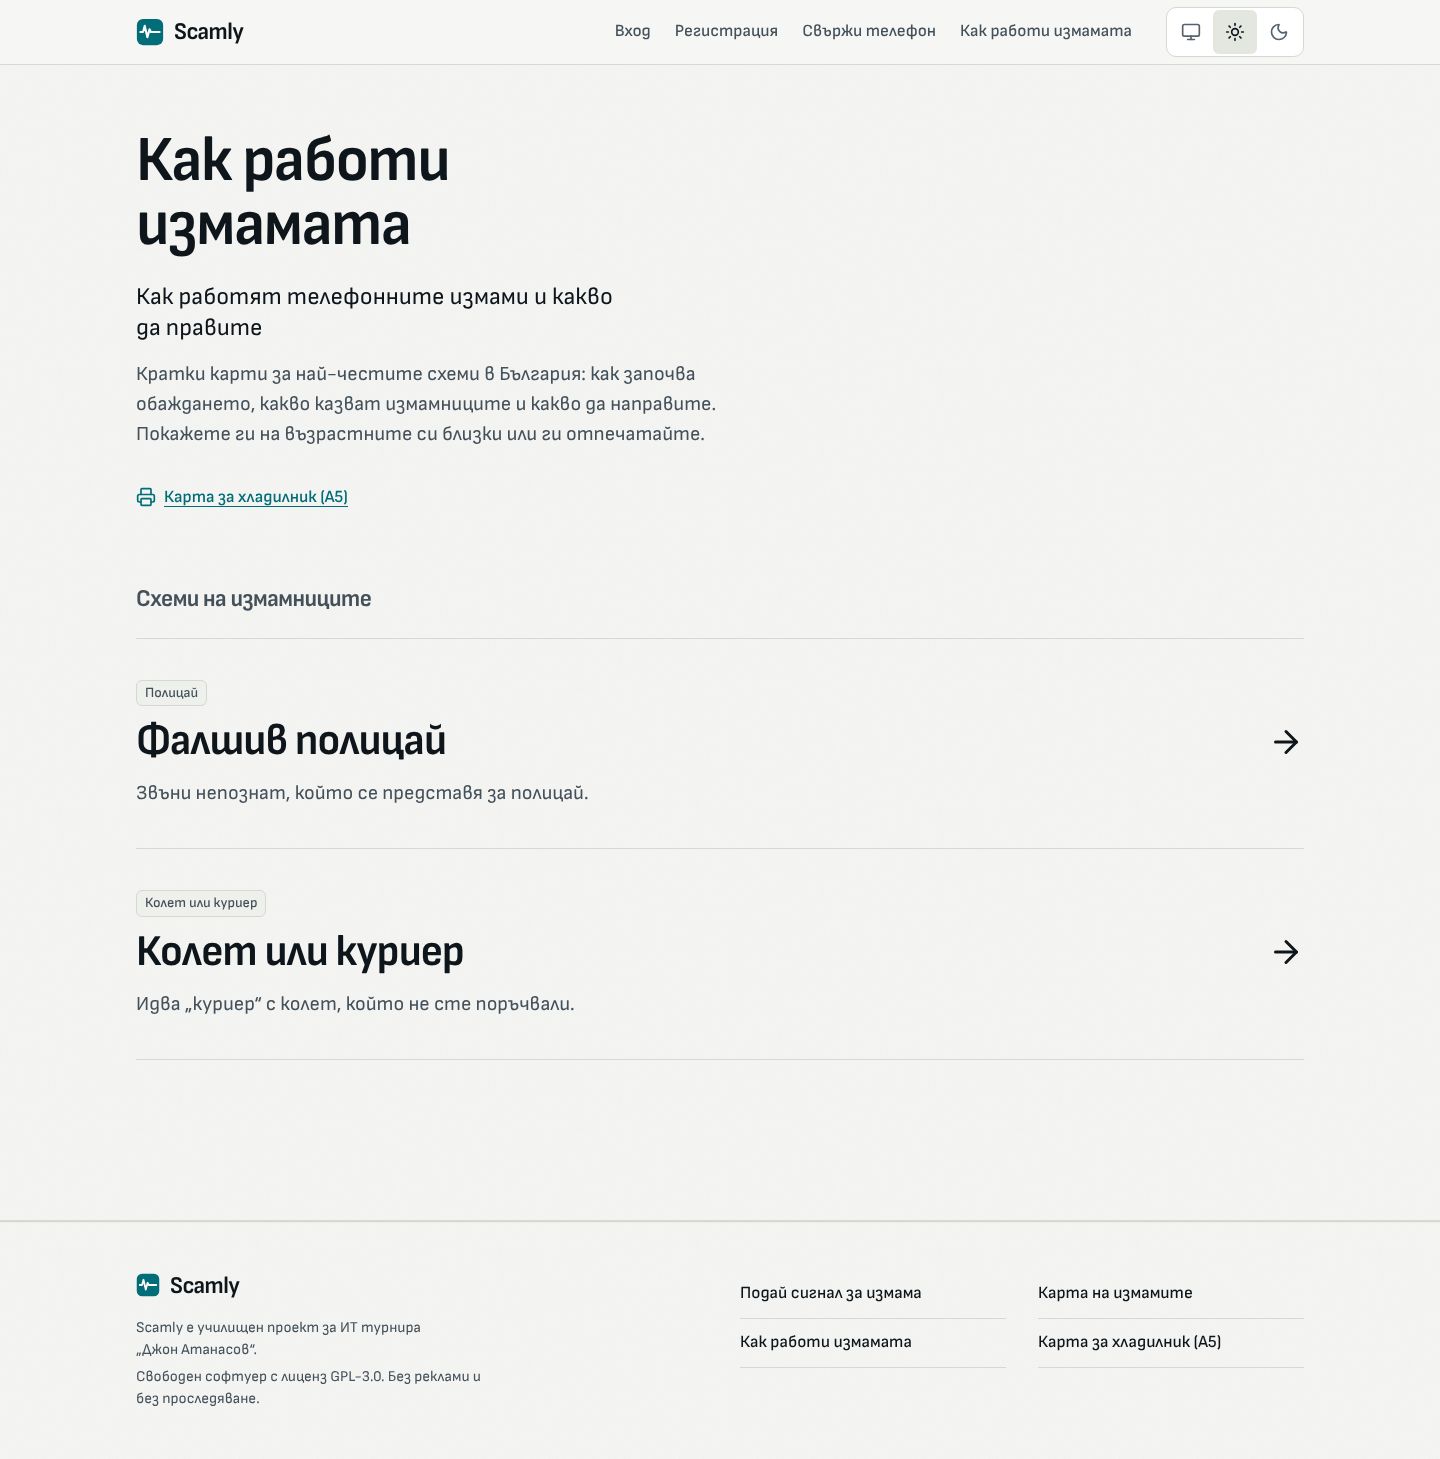 Scamly
Вход
Регистрация
Свържи телефон
Как работи измамата
Как работи
измамата
Как работят телефонните измами и какво
да правите
Кратки карти за най-честите схеми в България: как започва
обаждането, какво казват измамниците и какво да направите.
Покажете ги на възрастните си близки или ги отпечатайте.
Карта за хладилник (А5)
Схеми на измамниците
Полицай
Фалшив полицай
Звъни непознат, който се представя за полицай.
Колет или куриер
Колет или куриер
Идва „куриер“ с колет, който не сте поръчвали.
Scamly
Scamly е училищен проект за ИТ турнира
„Джон Атанасов“.
Свободен софтуер с лиценз GPL-3.0. Без реклами и
без проследяване.
Подай сигнал за измама
Карта на измамите
Как работи измамата
Карта за хладилник (А5)